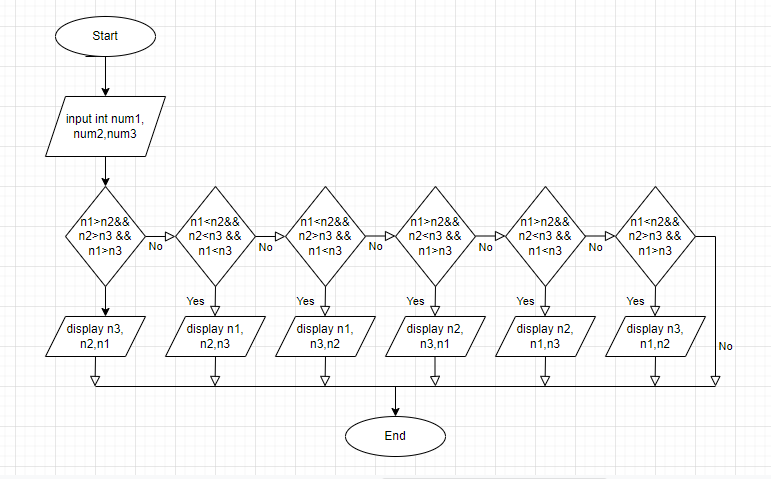 Start
input int num1,
num2,num3
n1>n2&&
n2>n3 &&
n1>n3
No
n1<n2&&
n2<n3 &&
n1<n3
No
n1<n2&&
n2>n3 &&
n1<n3
No
n1>n2&&
n2<n3 &&
n1>n3
No
n1>n2&&
n2<n3 &&
n1<n3
No
n1<n2&&
n2>n3 &&
n1>n3
Yes
Yes
Yes
Yes
Yes
display n3,
n2,n1
display n1,
n2,n3
display n1,
n3,n2
display n2,
n3,n1
display n2,
n1,n3
display n3,
n1,n2
No
End